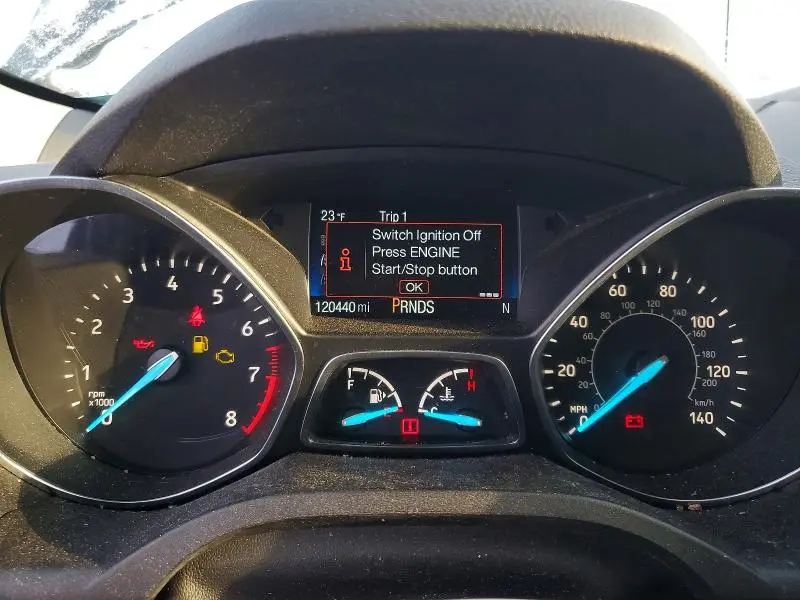 23 °F Trip 1
Switch Ignition Off
Press ENGINE
Start/Stop button
OK
120440 mi PRNDS N
0 1 2 3 4 5 6 7 8
rpm
x1000
F
H
C
MPH
0 20 40 60 80 100 120 140
0 20 40 60 80 100 120 140 180 200
km/h